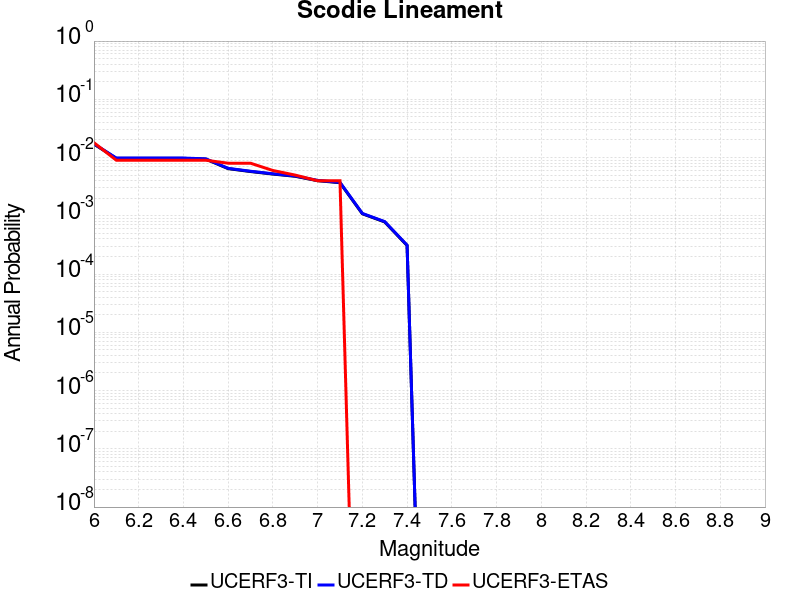 Scodie Lineament
10^0
10^-1
10^-2
10^-3
10^-4
10^-5
10^-6
10^-7
10^-8
Annual Probability
6 6.2 6.4 6.6 6.8 7 7.2 7.4 7.6 7.8 8 8.2 8.4 8.6 8.8 9
Magnitude
UCERF3-TI UCERF3-TD UCERF3-ETAS